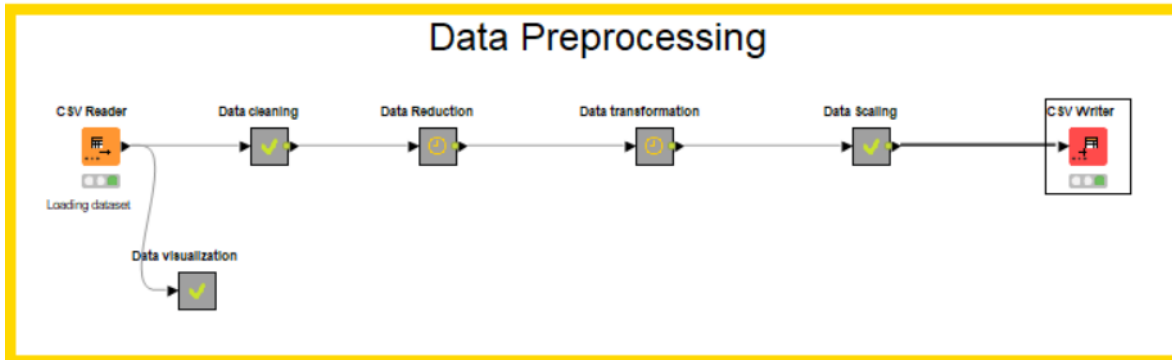 Data Preprocessing
CSV Reader
Data cleaning
Data Reduction
Data transformation
Data Scaling
CSV Writer
Loading dataset
Data visualization